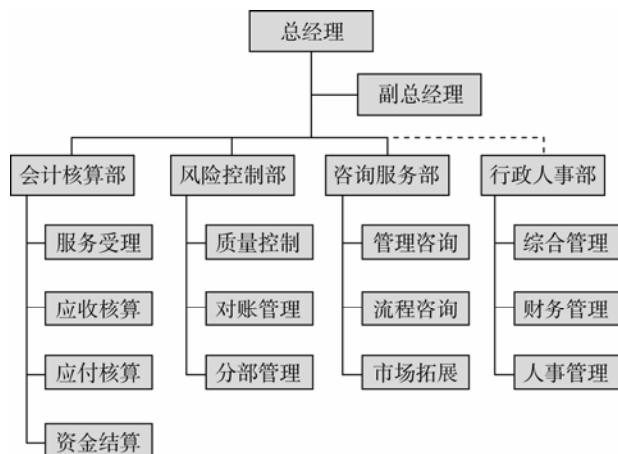 总经理
副总经理
会计核算部
风险控制部
咨询服务部
行政人事部
服务受理
质量控制
管理咨询
综合管理
应收核算
对账管理
流程咨询
财务管理
应付核算
分部管理
市场拓展
人事管理
资金结算